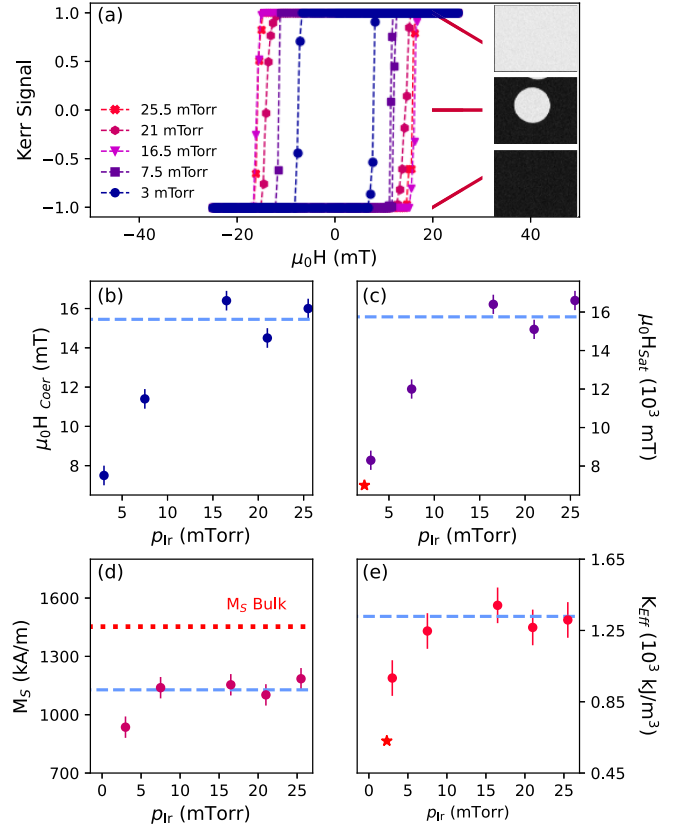 (a)
1.0
0.5
0.0
−0.5
−1.0
Kerr Signal
25.5 mTorr
21 mTorr
16.5 mTorr
7.5 mTorr
3 mTorr
−50 −40 −20 0 20 40 50
μ₀H (mT)
(b)
16
14
12
10
8
μ₀H Coer (mT)
5 10 15 20 25
pIr (mTorr)
(c)
16
14
12
10
8
μ₀HSat (10³ mT)
5 10 15 20 25
pIr (mTorr)
(d)
1600
1300
1000
700
MS (kA/m)
MS Bulk
0 5 10 15 20 25
pIr (mTorr)
(e)
1.65
1.25
0.85
0.45
KEff (10³ kJ/m³)
0 5 10 15 20 25
pIr (mTorr)